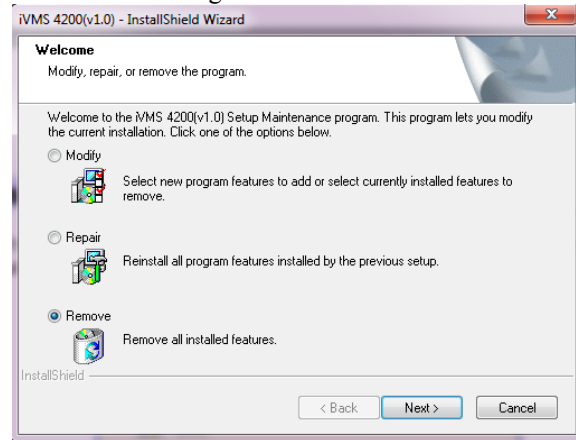 iVMS 4200(v1.0) - InstallShield Wizard
Welcome
Modify, repair, or remove the program.
Welcome to the iVMS 4200(v1.0) Setup Maintenance program. This program lets you modify
the current installation. Click one of the options below.
Modify
Select new program features to add or select currently installed features to
remove.
Repair
Reinstall all program features installed by the previous setup.
Remove
Remove all installed features.
InstallShield
< Back Next > Cancel